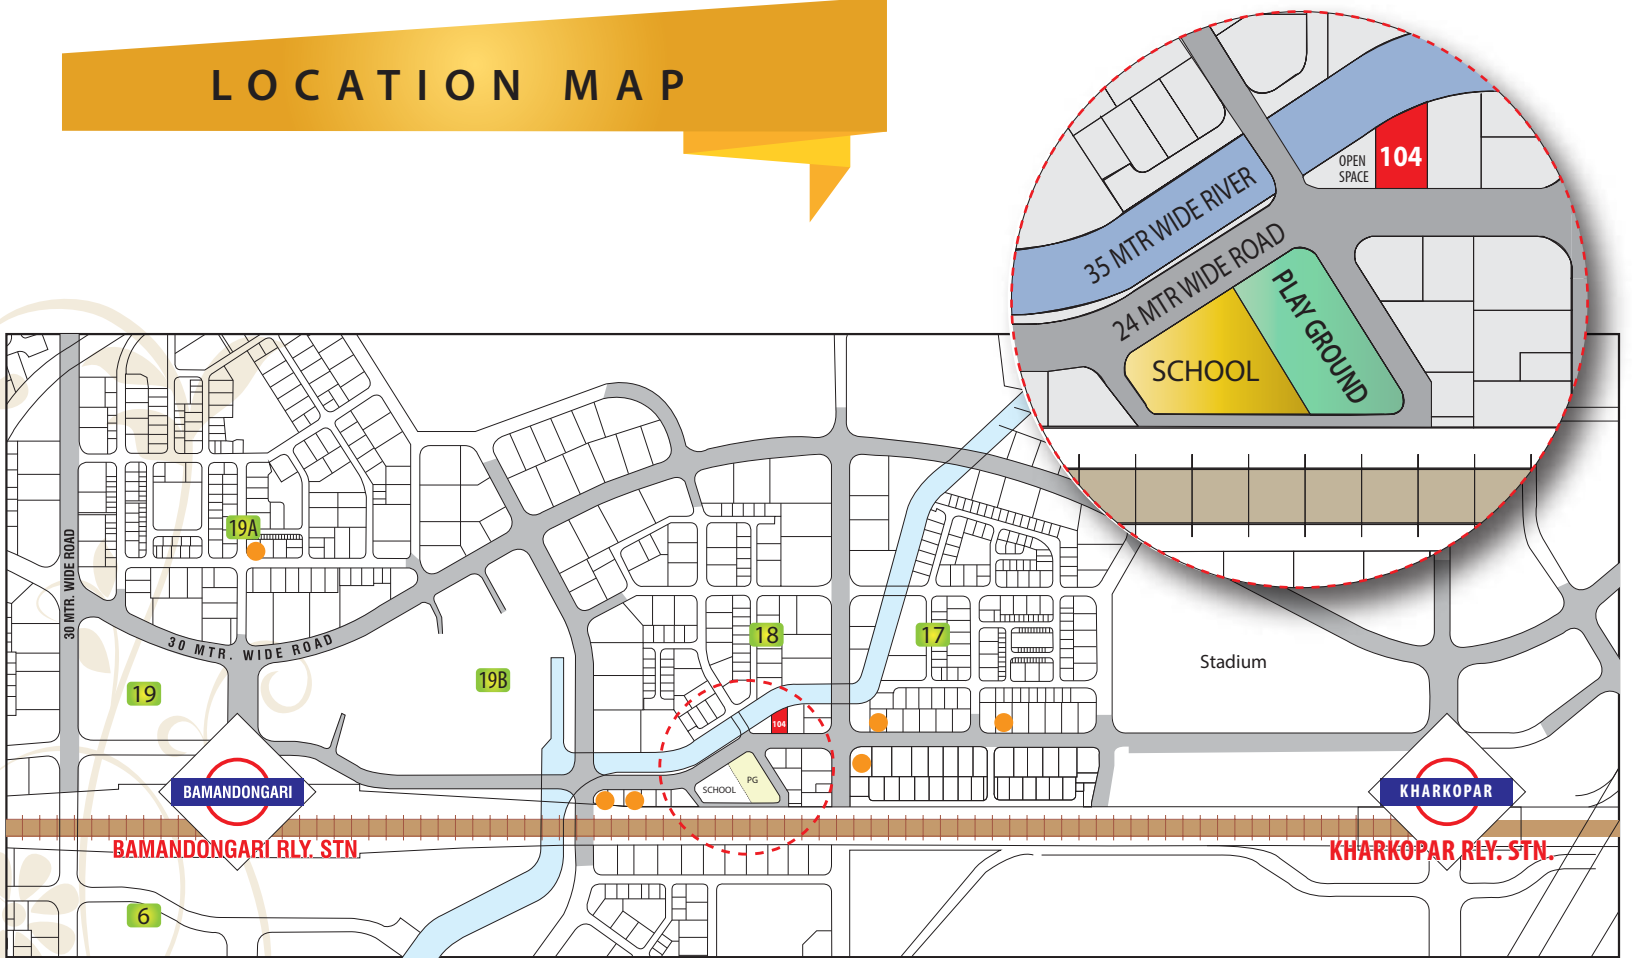 LOCATION MAP
OPEN
SPACE
104
35 MTR WIDE RIVER
24 MTR WIDE ROAD
PLAY GROUND
SCHOOL
19A
30 MTR. WIDE ROAD
30 MTR. WIDE ROAD
18
17
Stadium
19
19B
104
PG
SCHOOL
BAMANDONGARI
BAMANDONGARI RLY. STN.
KHARKOPAR
KHARKOPAR RLY. STN.
6